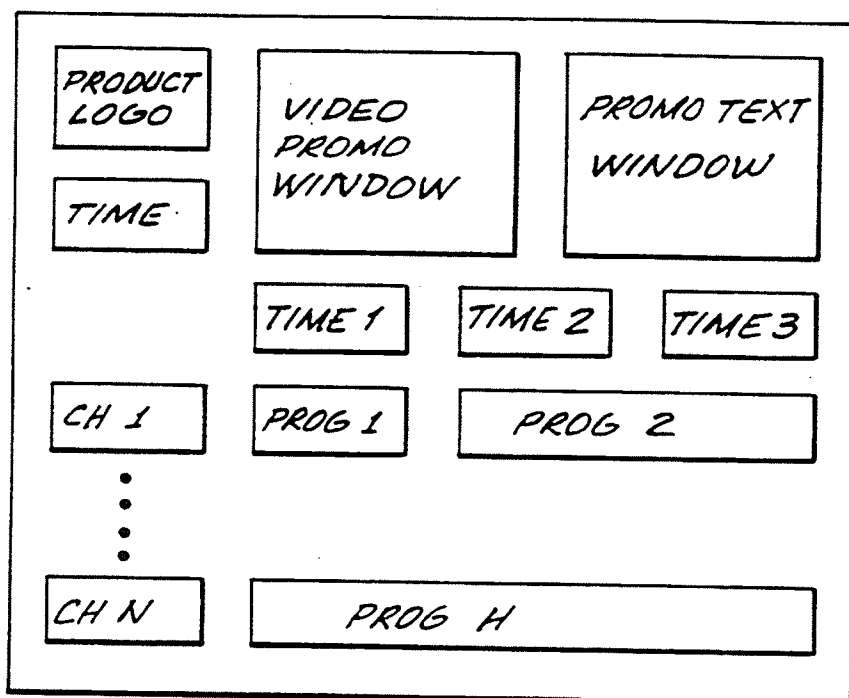 PRODUCT
LOGO
VIDEO
PROMO
WINDOW
PROMO TEXT
WINDOW
TIME
TIME 1
TIME 2
TIME 3
CH 1
PROG 1
PROG 2
CH N
PROG H